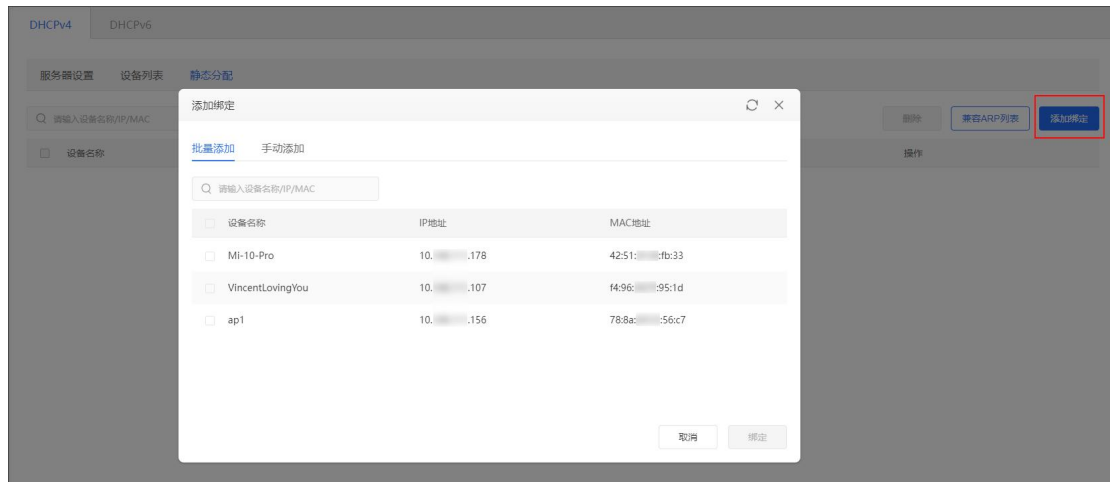 DHCPv4 DHCPv6
服务器设置 设备列表 静态分配
请输入设备名称/IP/MAC 删除 兼容ARP列表 添加绑定
设备名称 操作
添加绑定
批量添加 手动添加
请输入设备名称/IP/MAC
设备名称 IP地址 MAC地址
Mi-10-Pro 10. .178 42:51: :fb:33
VincentLovingYou 10. .107 f4:96: :95:1d
ap1 10. .156 78:8a: :56:c7
取消 绑定